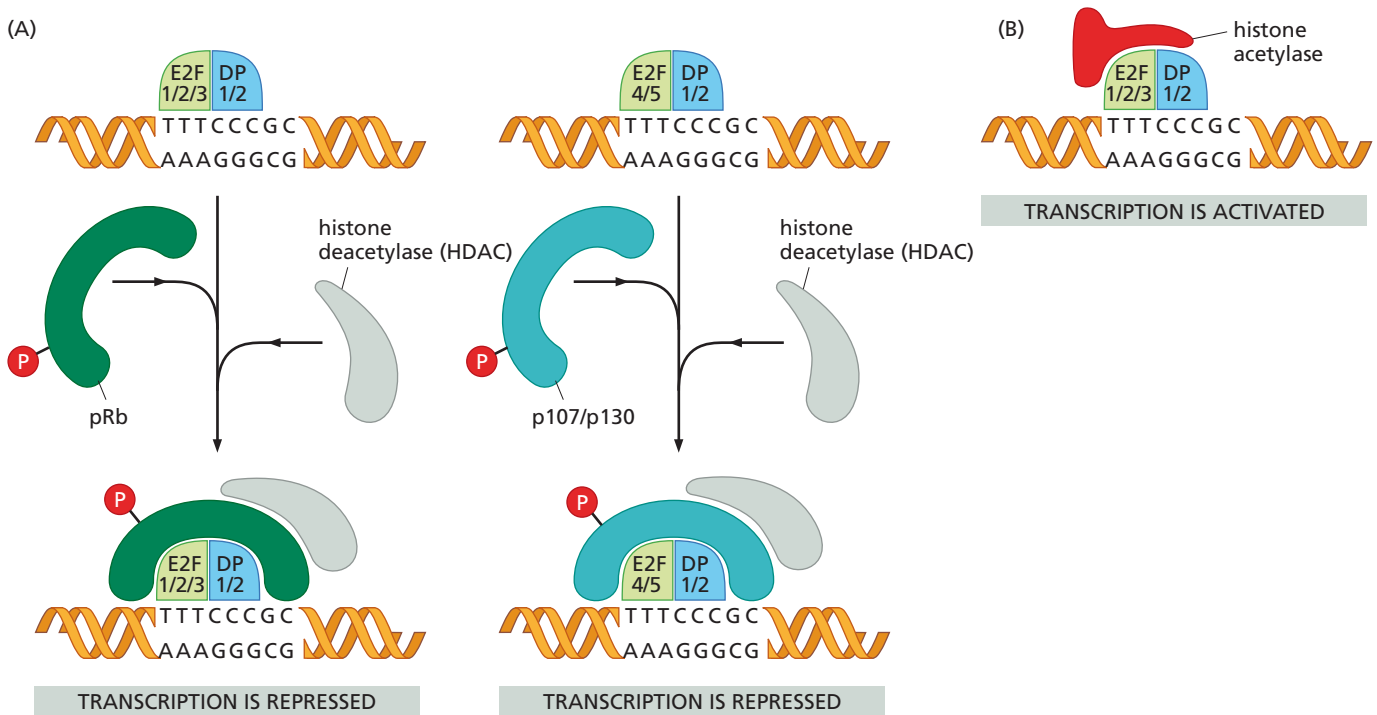 (A)
E2F DP
1/2/3 1/2
TTTCCCGC
AAAGGGCG
histone
deacetylase (HDAC)
P
pRb
P
E2F DP
1/2/3 1/2
TTTCCCGC
AAAGGGCG
TRANSCRIPTION IS REPRESSED
E2F DP
4/5 1/2
TTTCCCGC
AAAGGGCG
histone
deacetylase (HDAC)
P
p107/p130
P
E2F DP
4/5 1/2
TTTCCCGC
AAAGGGCG
TRANSCRIPTION IS REPRESSED
(B)
histone
acetylase
E2F DP
1/2/3 1/2
TTTCCCGC
AAAGGGCG
TRANSCRIPTION IS ACTIVATED